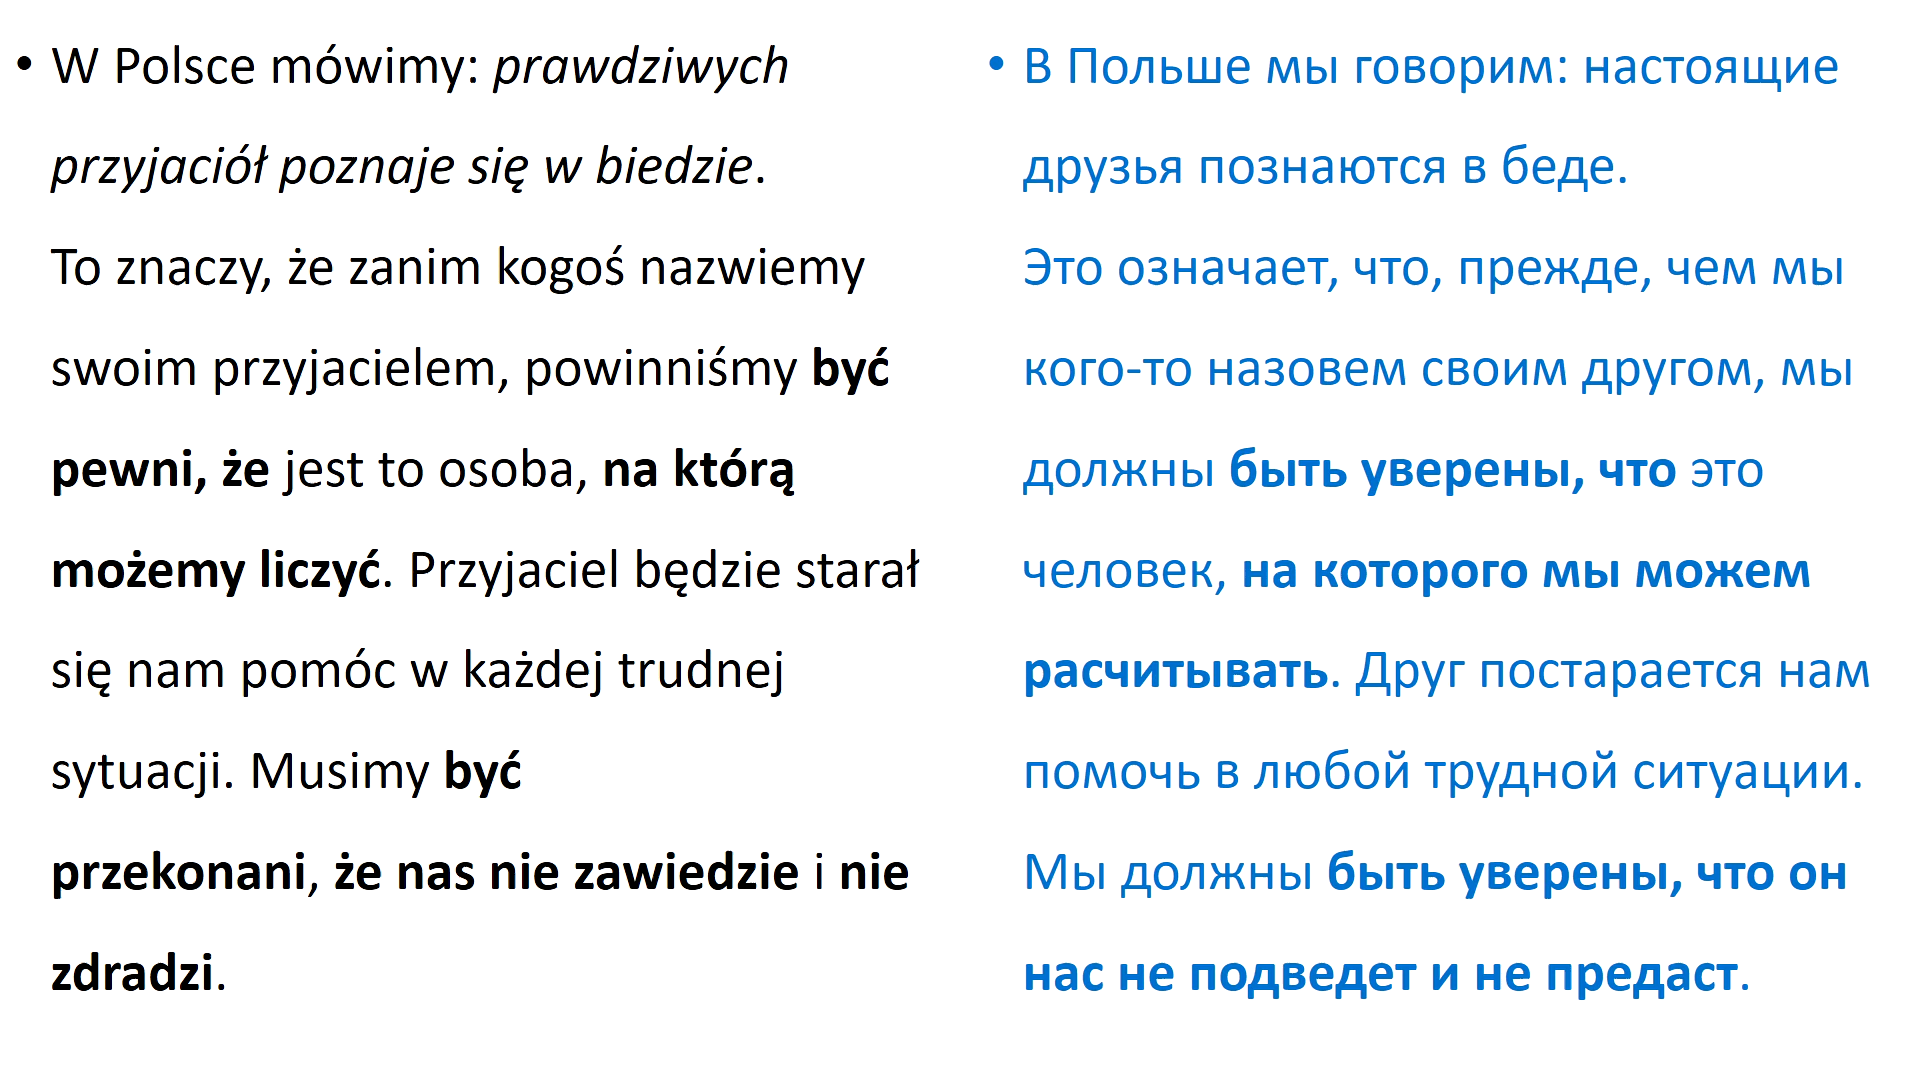 • W Polsce mówimy: prawdziwych
przyjaciół poznaje się w biedzie.
To znaczy, że zanim kogoś nazwiemy
swoim przyjacielem, powinniśmy być
pewni, że jest to osoba, na którą
możemy liczyć. Przyjaciel będzie starał
się nam pomóc w każdej trudnej
sytuacji. Musimy być
przekonani, że nas nie zawiedzie i nie
zdradzi.
• В Польше мы говорим: настоящие
друзья познаются в беде.
Это означает, что, прежде, чем мы
кого-то назовем своим другом, мы
должны быть уверены, что это
человек, на которого мы можем
расчитывать. Друг постарается нам
помочь в любой трудной ситуации.
Мы должны быть уверены, что он
нас не подведет и не предаст.